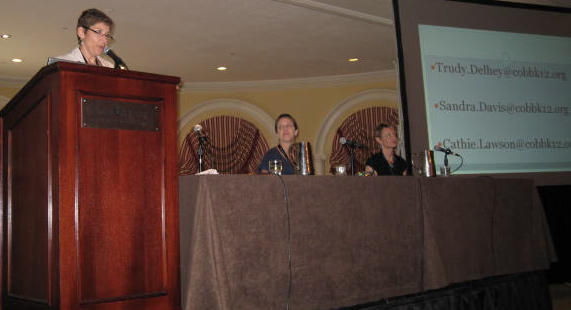 •Trudy.Delhey@cobbk12.org
•Sandra.Davis@cobbk12.org
•Cathie.Lawson@cobbk12.o